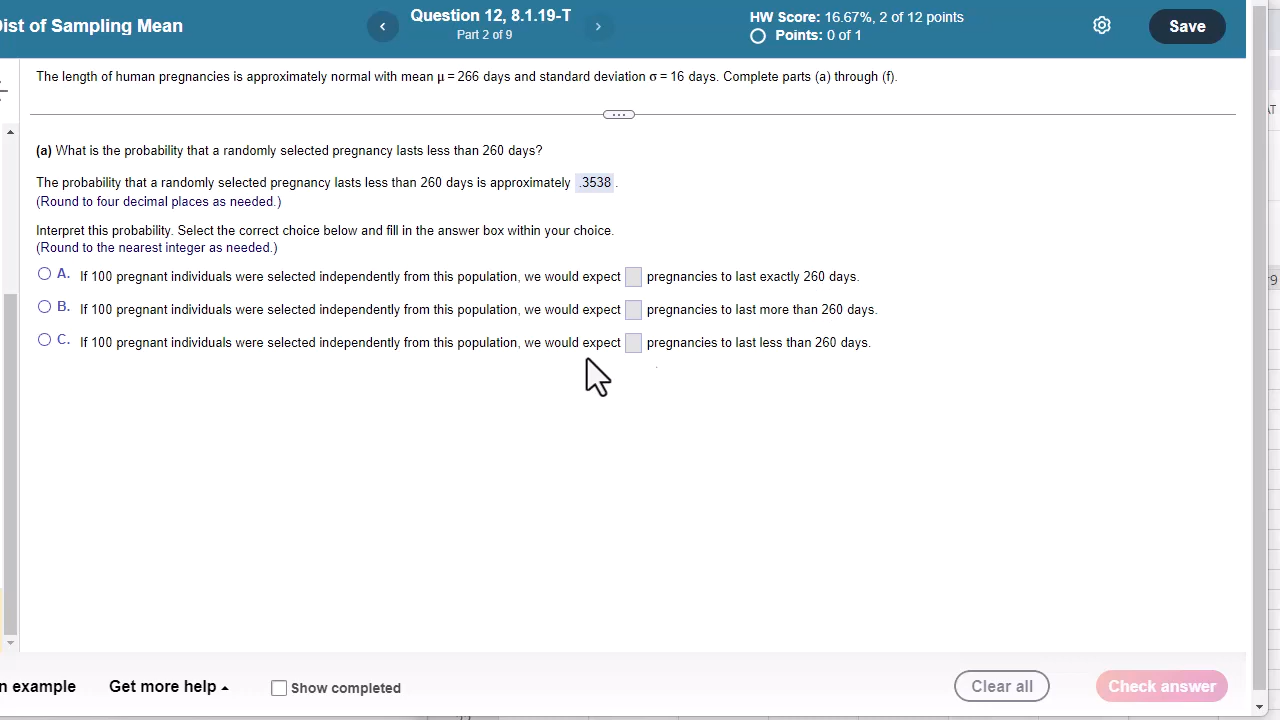 ist of Sampling Mean
Question 12, 8.1.19-T
Part 2 of 9
HW Score: 16.67%, 2 of 12 points
Points: 0 of 1
Save
The length of human pregnancies is approximately normal with mean μ = 266 days and standard deviation σ = 16 days. Complete parts (a) through (f).
(a) What is the probability that a randomly selected pregnancy lasts less than 260 days?
The probability that a randomly selected pregnancy lasts less than 260 days is approximately .3538 .
(Round to four decimal places as needed.)
Interpret this probability. Select the correct choice below and fill in the answer box within your choice.
(Round to the nearest integer as needed.)
A. If 100 pregnant individuals were selected independently from this population, we would expect pregnancies to last exactly 260 days.
B. If 100 pregnant individuals were selected independently from this population, we would expect pregnancies to last more than 260 days.
C. If 100 pregnant individuals were selected independently from this population, we would expect pregnancies to last less than 260 days.
n example
Get more help
Show completed
Clear all
Check answer